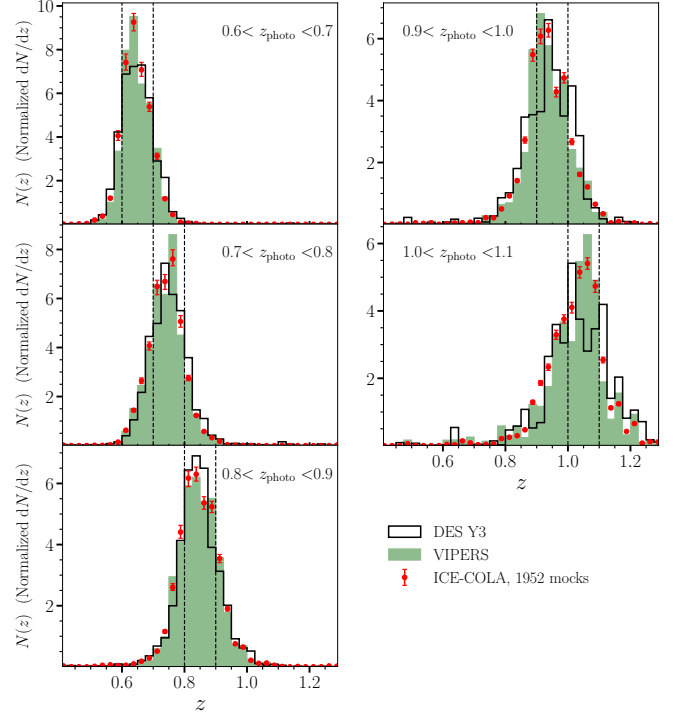 10
8
6
4
2
N(z) (Normalized dN/dz)
0.6< z_photo <0.7
6
4
2
0.9< z_photo <1.0
8
6
4
2
N(z) (Normalized dN/dz)
0.7< z_photo <0.8
6
4
2
1.0< z_photo <1.1
0.6 0.8 1.0 1.2
z
6
4
2
N(z) (Normalized dN/dz)
0.8< z_photo <0.9
0.6 0.8 1.0 1.2
z
DES Y3
VIPERS
ICE-COLA, 1952 mocks